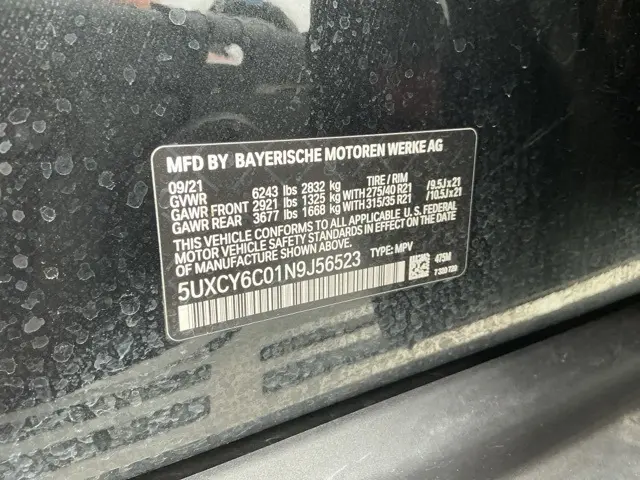 MFD BY BAYERISCHE MOTOREN WERKE AG
09/21 TIRE / RIM
GVWR 6243 lbs 2832 kg
GAWR FRONT 2921 lbs 1325 kg WITH 275/40 R21 /9.5Jx21
GAWR REAR 3677 lbs 1668 kg WITH 315/35 R21 /10.5Jx21
THIS VEHICLE CONFORMS TO ALL APPLICABLE U.S. FEDERAL
MOTOR VEHICLE SAFETY STANDARDS IN EFFECT ON THE DATE
OF MANUFACTURE SHOWN ABOVE.
TYPE: MPV
5UXCY6C01N9J56523
475M
7 320 729